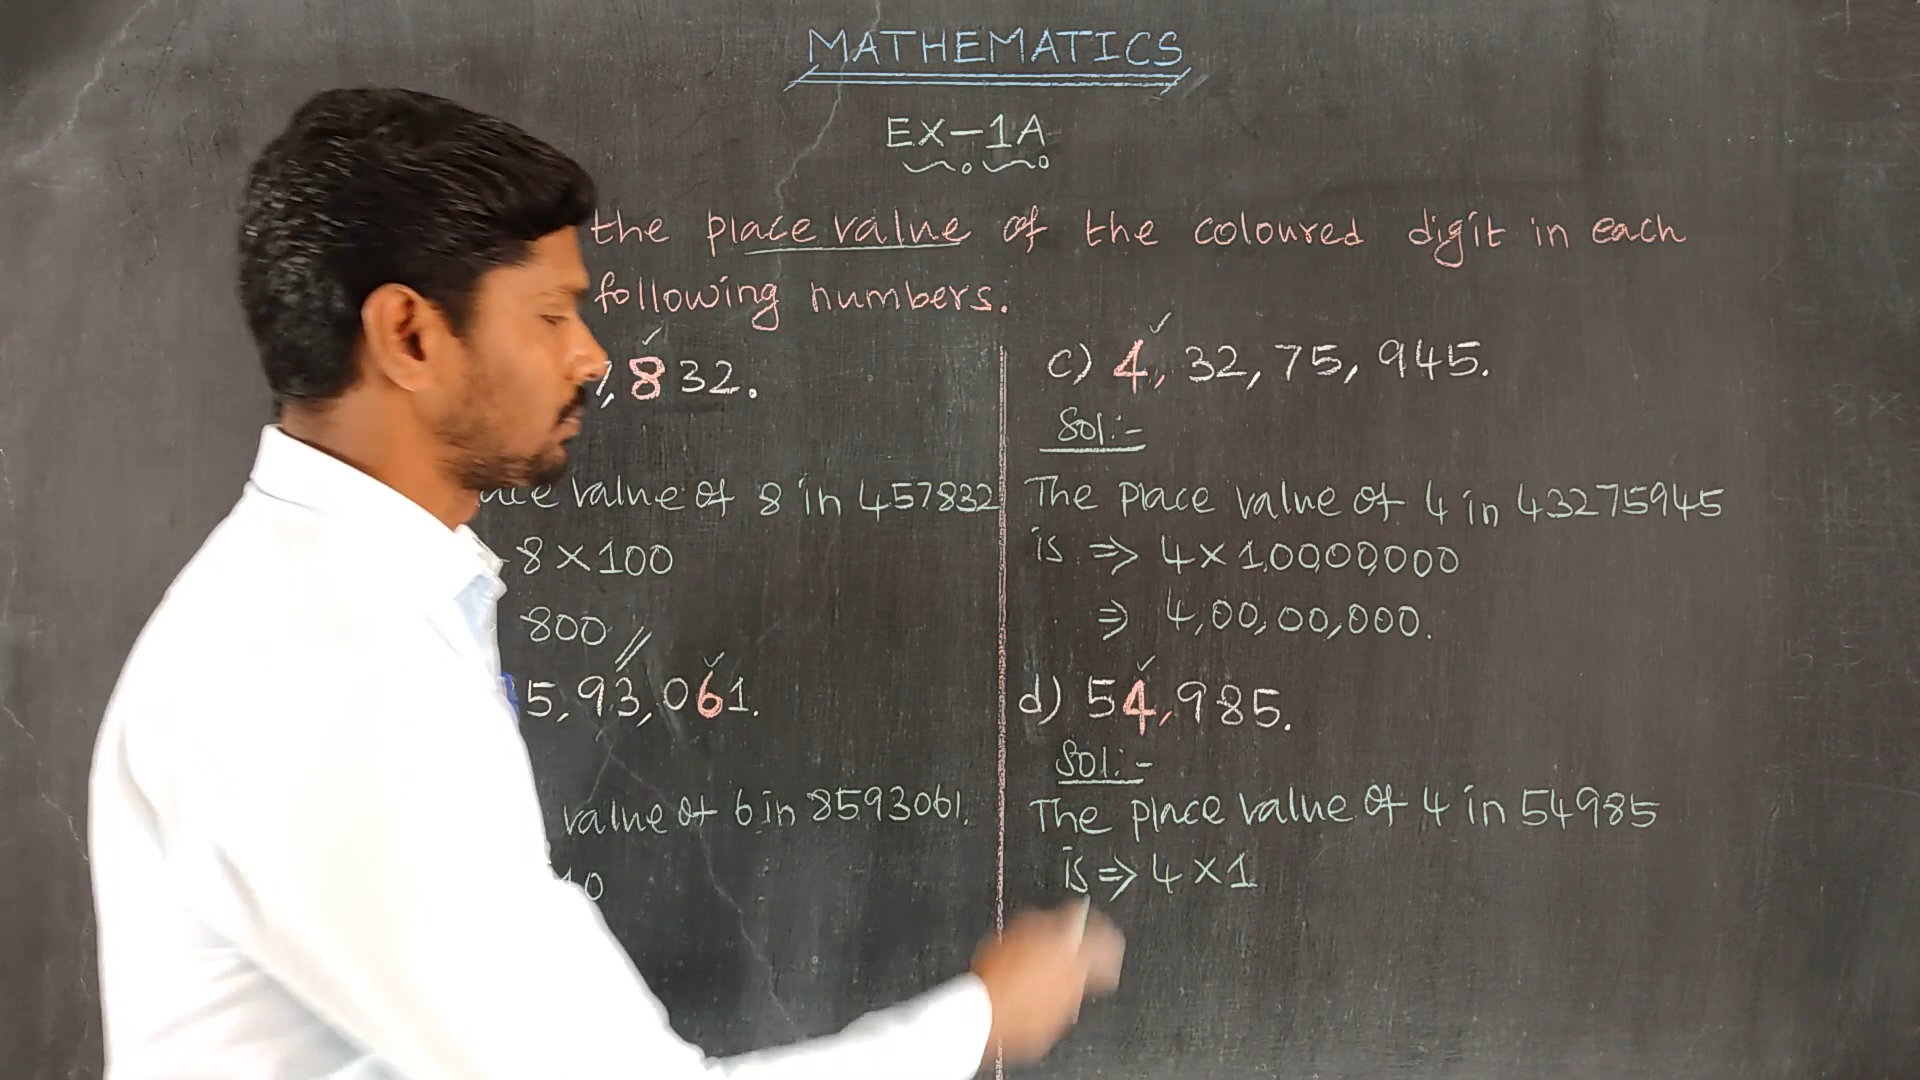 MATHEMATICS
EX-1A
the place value of the coloured digit in each
following numbers.
,832.
value of 8 in 457832
8×100
800//
5,93,061.
value of 6 in 8593061.
10
c) 4,32,75,945.
Sol:-
The place value of 4 in 43275945
is ⇒ 4×1,00,00,000
⇒ 4,00,00,000.
d) 54,985.
Sol:-
The place value of 4 in 54985
is ⇒ 4×1